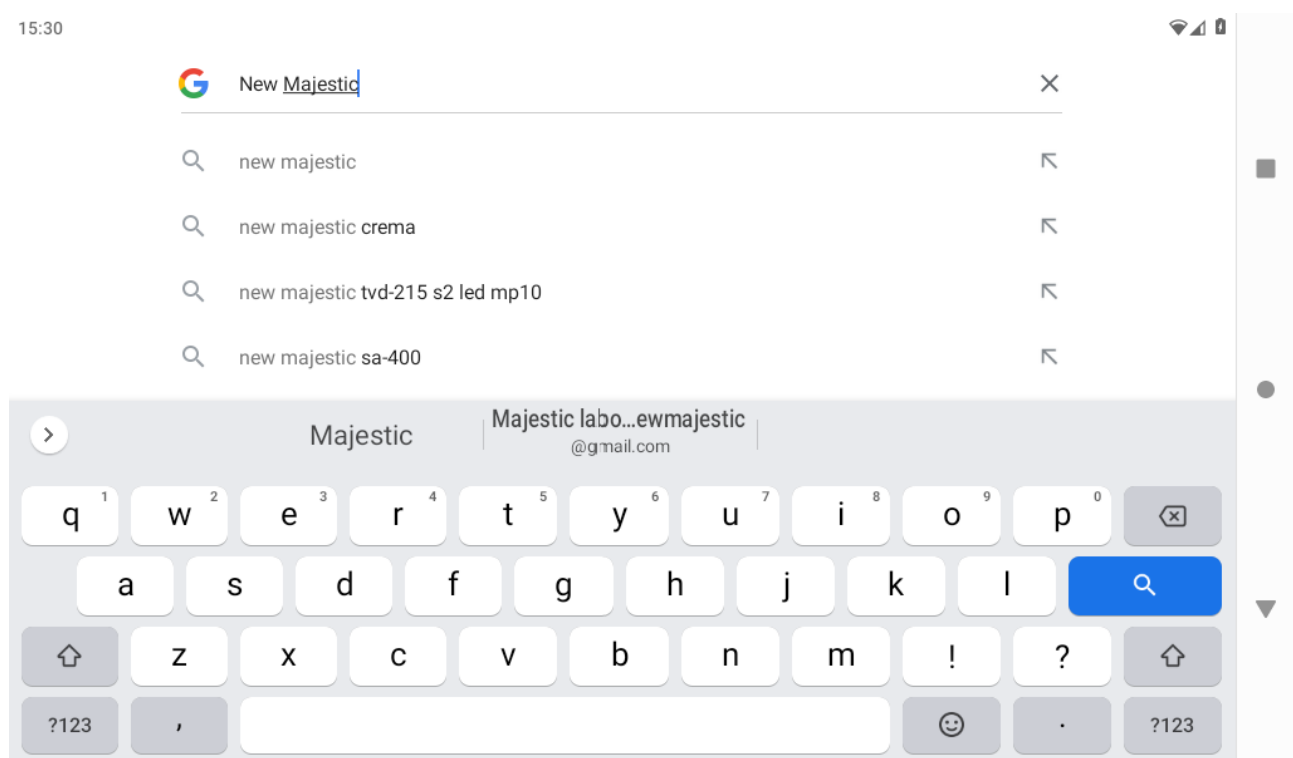 15:30
New Majestic
new majestic
new majestic crema
new majestic tvd-215 s2 led mp10
new majestic sa-400
Majestic
Majestic labo...ewmajestic
@gmail.com
q 1 w 2 e 3 r 4 t 5 y 6 u 7 i 8 o 9 p 0
a s d f g h j k l
z x c v b n m ! ?
?123 , . ?123